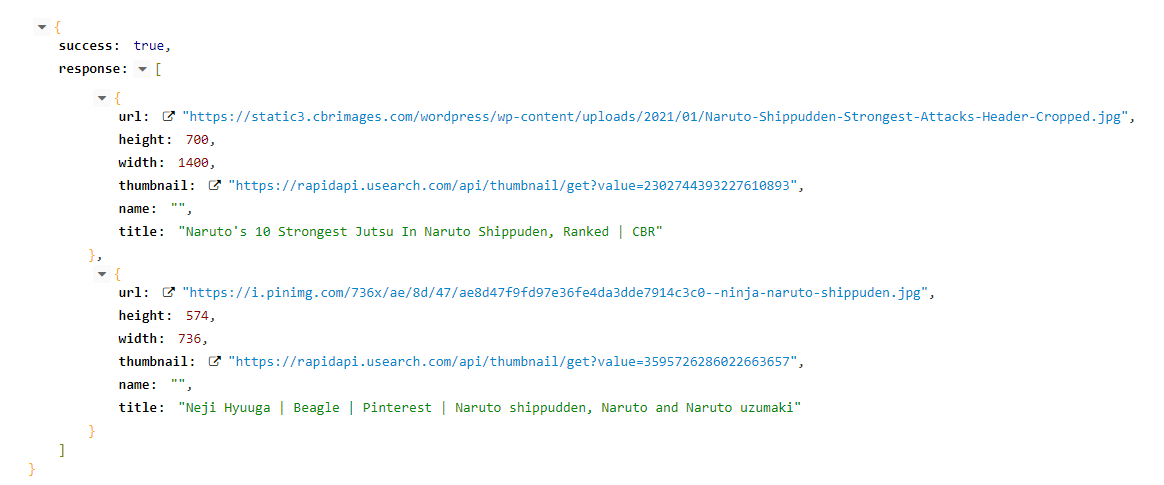 {
success: true,
response: [
{
url: "https://static3.cbrimages.com/wordpress/wp-content/uploads/2021/01/Naruto-Shippudden-Strongest-Attacks-Header-Cropped.jpg",
height: 700,
width: 1400,
thumbnail: "https://rapidapi.usearch.com/api/thumbnail/get?value=2302744393227610893",
name: "",
title: "Naruto's 10 Strongest Jutsu In Naruto Shippuden, Ranked | CBR"
},
{
url: "https://i.pinimg.com/736x/ae/8d/47/ae8d47f9fd97e36fe4da3dde7914c3c0--ninja-naruto-shippuden.jpg",
height: 574,
width: 736,
thumbnail: "https://rapidapi.usearch.com/api/thumbnail/get?value=3595726286022663657",
name: "",
title: "Neji Hyuuga | Beagle | Pinterest | Naruto shippudden, Naruto and Naruto uzumaki"
}
]
}